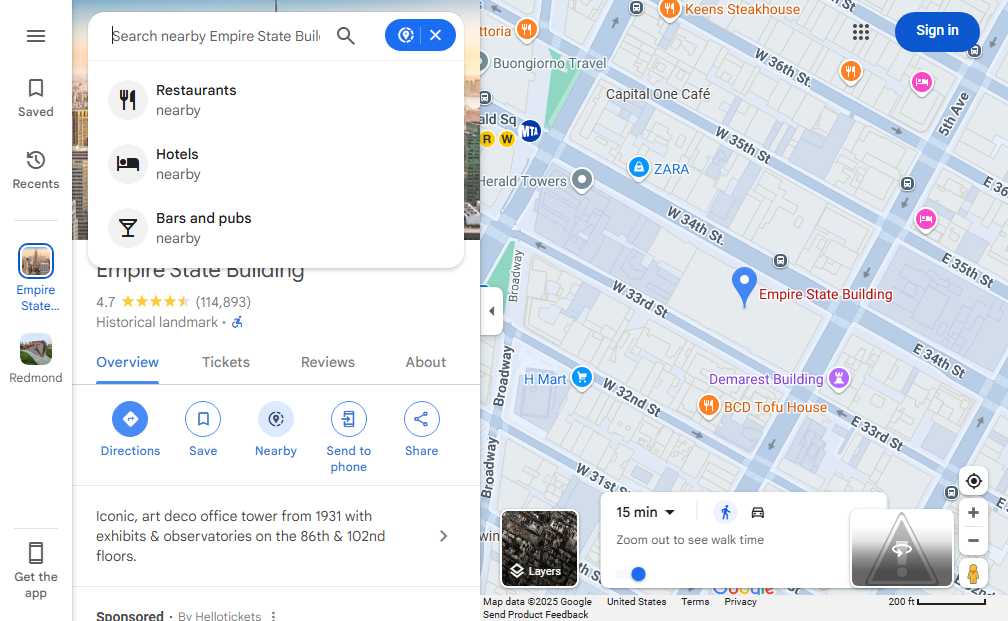 Search nearby Empire State Buil
Restaurants
nearby
Hotels
nearby
Bars and pubs
nearby
Saved
Recents
Empire
State...
Redmond
Get the
app
Empire State Building
4.7 (114,893)
Historical landmark ·
Overview Tickets Reviews About
Directions Save Nearby Send to
phone Share
Iconic, art deco office tower from 1931 with
exhibits & observatories on the 86th & 102nd
floors.
Sponsored · By Hellotickets
Keens Steakhouse
Sign in
ttoria
Buongiorno Travel
W 36th St.
Capital One Café
5th Ave
ald Sq
R W MTA
W 35th St.
ZARA
Herald Towers
E 36
W 34th St.
Broadway
E 35th St.
W 33rd St
Empire State Building
E 34th St.
Broadway
H Mart
Demarest Building
W 32nd St
BCD Tofu House
E 33rd St
Broadway
W 31st S
win
15 min
Zoom out to see walk time
Layers
Google
Map data ©2025 Google United States Terms Privacy 200 ft
Send Product Feedback